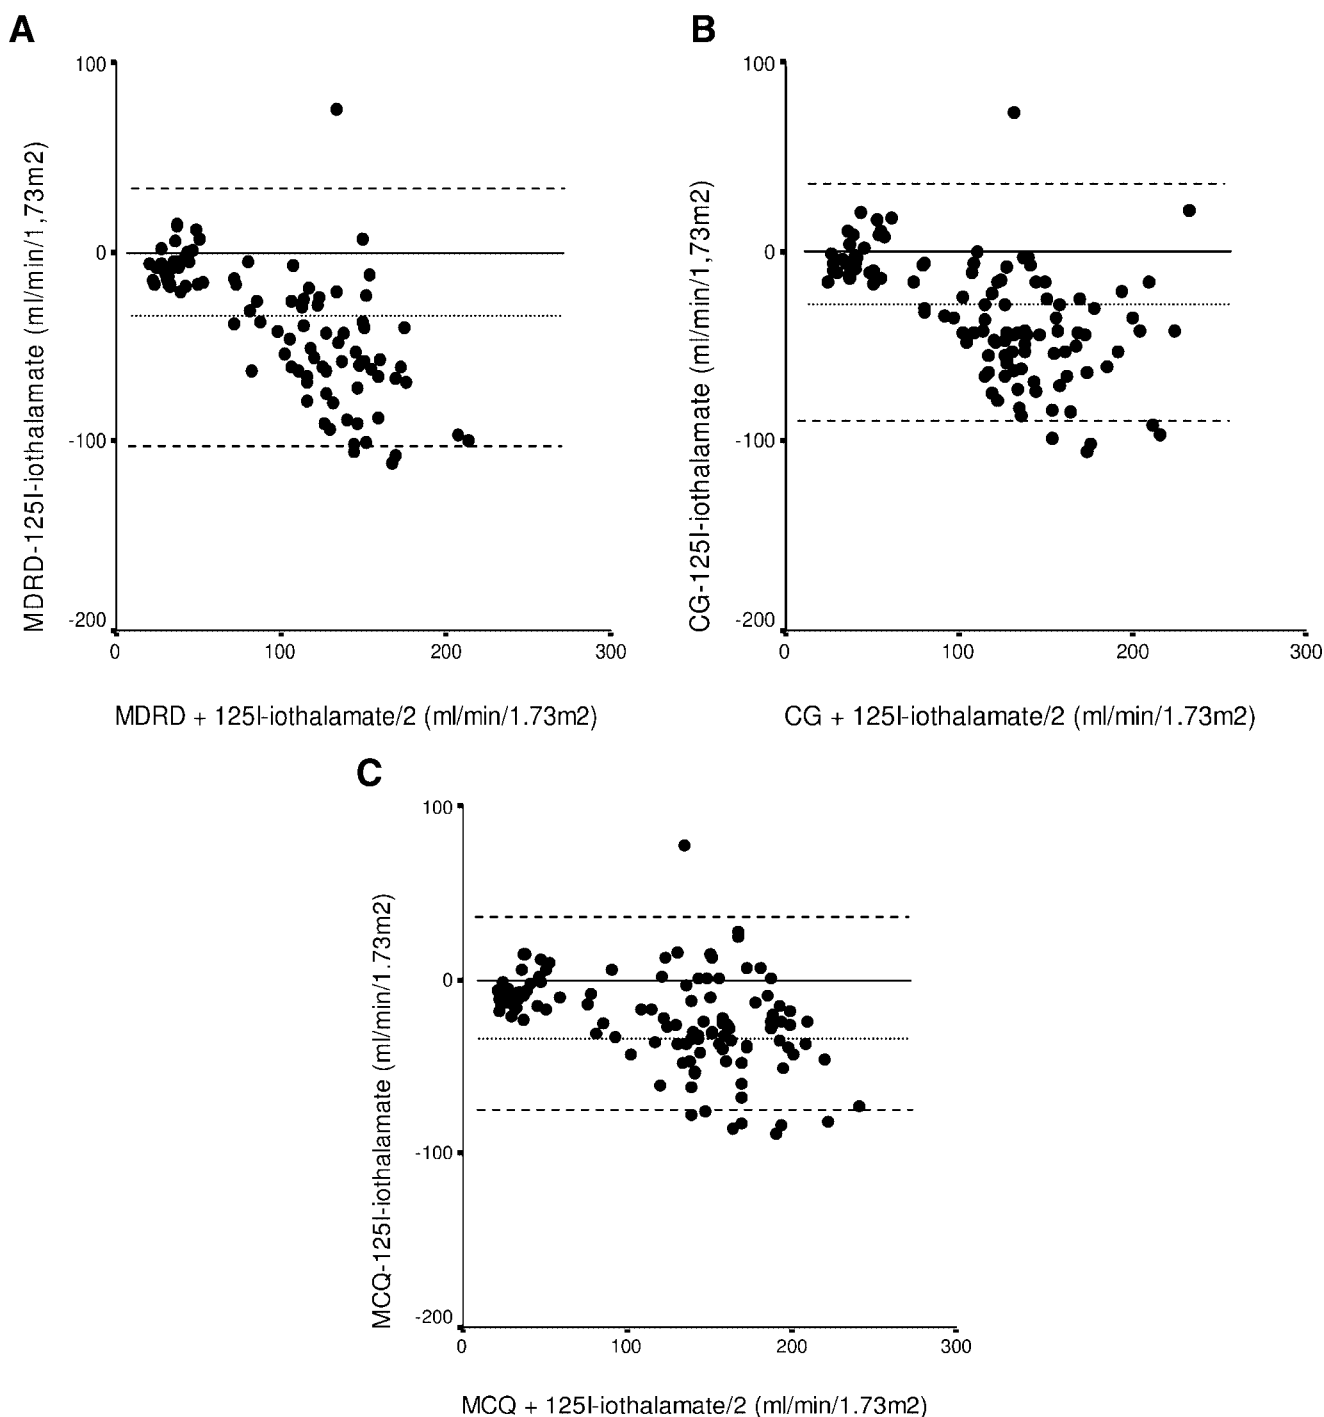 A
B
100
0
-100
-200
0
100
200
300
MDRD-125I-iothalamate (ml/min/1,73m2)
MDRD + 125I-iothalamate/2 (ml/min/1.73m2)
100
0
-100
-200
0
100
200
300
CG-125I-iothalamate (ml/min/1,73m2)
CG + 125I-iothalamate/2 (ml/min/1.73m2)
C
100
0
-100
-200
0
100
200
300
MCQ-125I-iothalamate (ml/min/1.73m2)
MCQ + 125I-iothalamate/2 (ml/min/1.73m2)